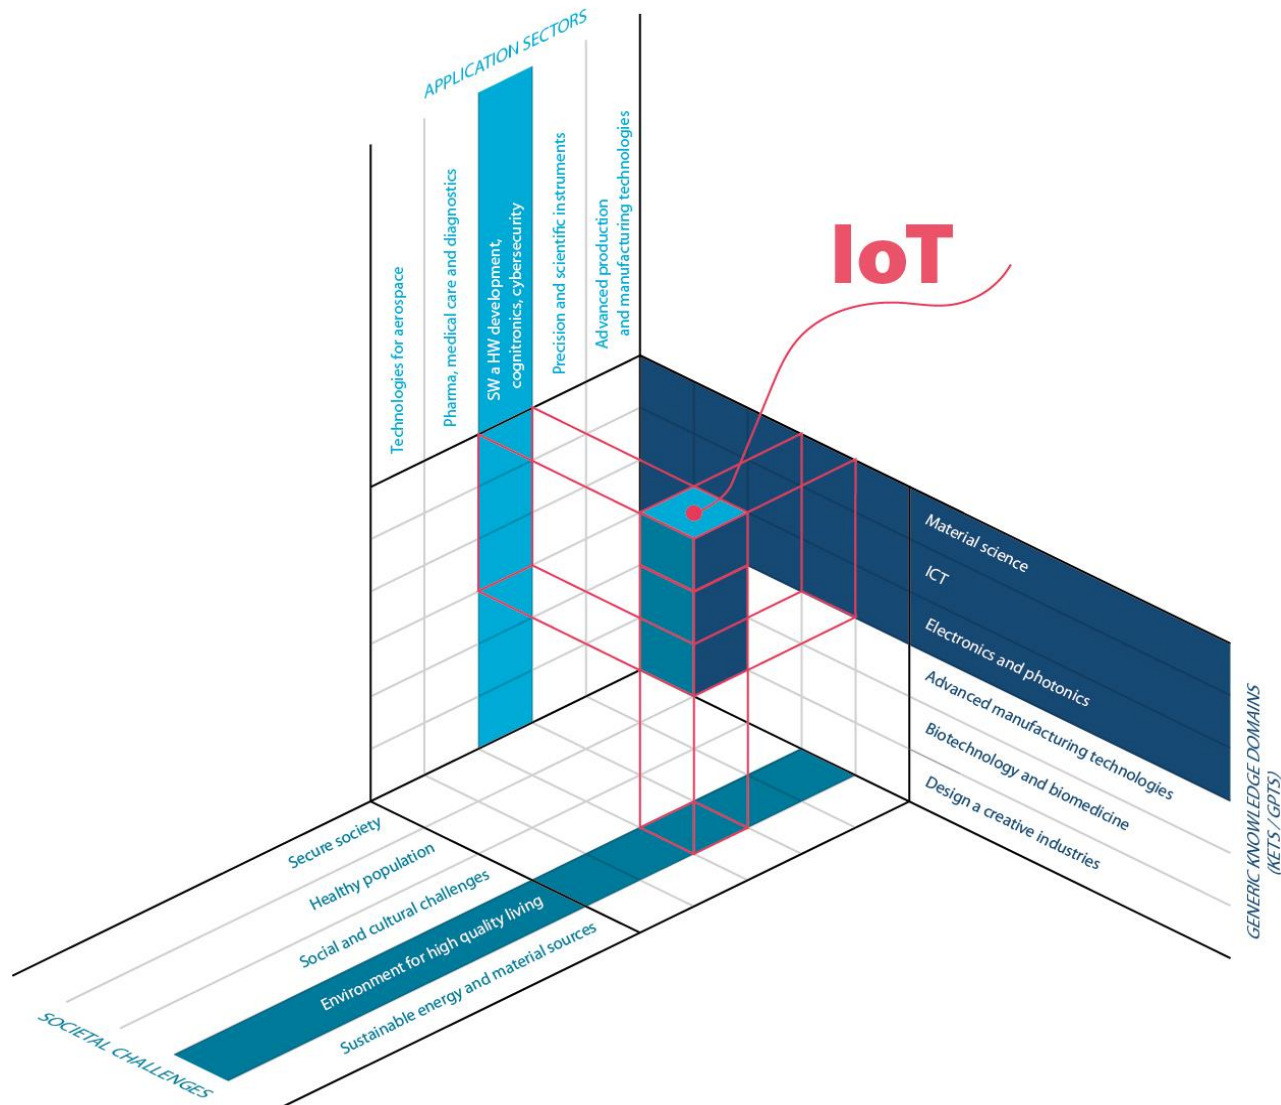 APPLICATION SECTORS
Technologies for aerospace
Pharma, medical care and diagnostics
SW a HW development,
cognitronics, cybersecurity
Precision and scientific instruments
Advanced production
and manufacturing technologies
IoT
Material science
ICT
Electronics and photonics
Advanced manufacturing technologies
Biotechnology and biomedicine
Design a creative industries
GENERIC KNOWLEDGE DOMAINS
(KETS / GPTS)
Secure society
Healthy population
Social and cultural challenges
Environment for high quality living
Sustainable energy and material sources
SOCIETAL CHALLENGES